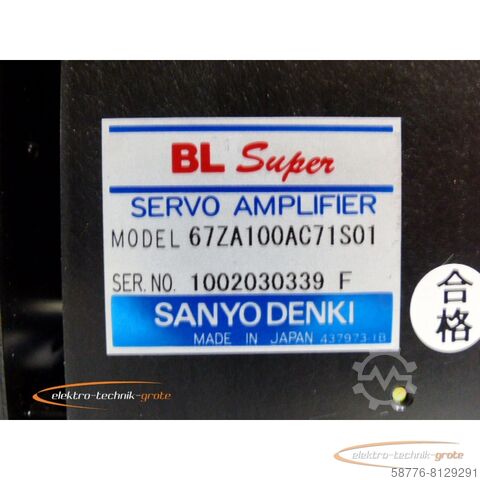 BL Super
SERVO AMPLIFIER
MODEL 67ZA100AC71S01
SER.NO. 1002030339 F
SANYO DENKI
MADE IN JAPAN 437973-1B
合格
elektro-technik-grote
elektro-technik-grote
58776-8129291